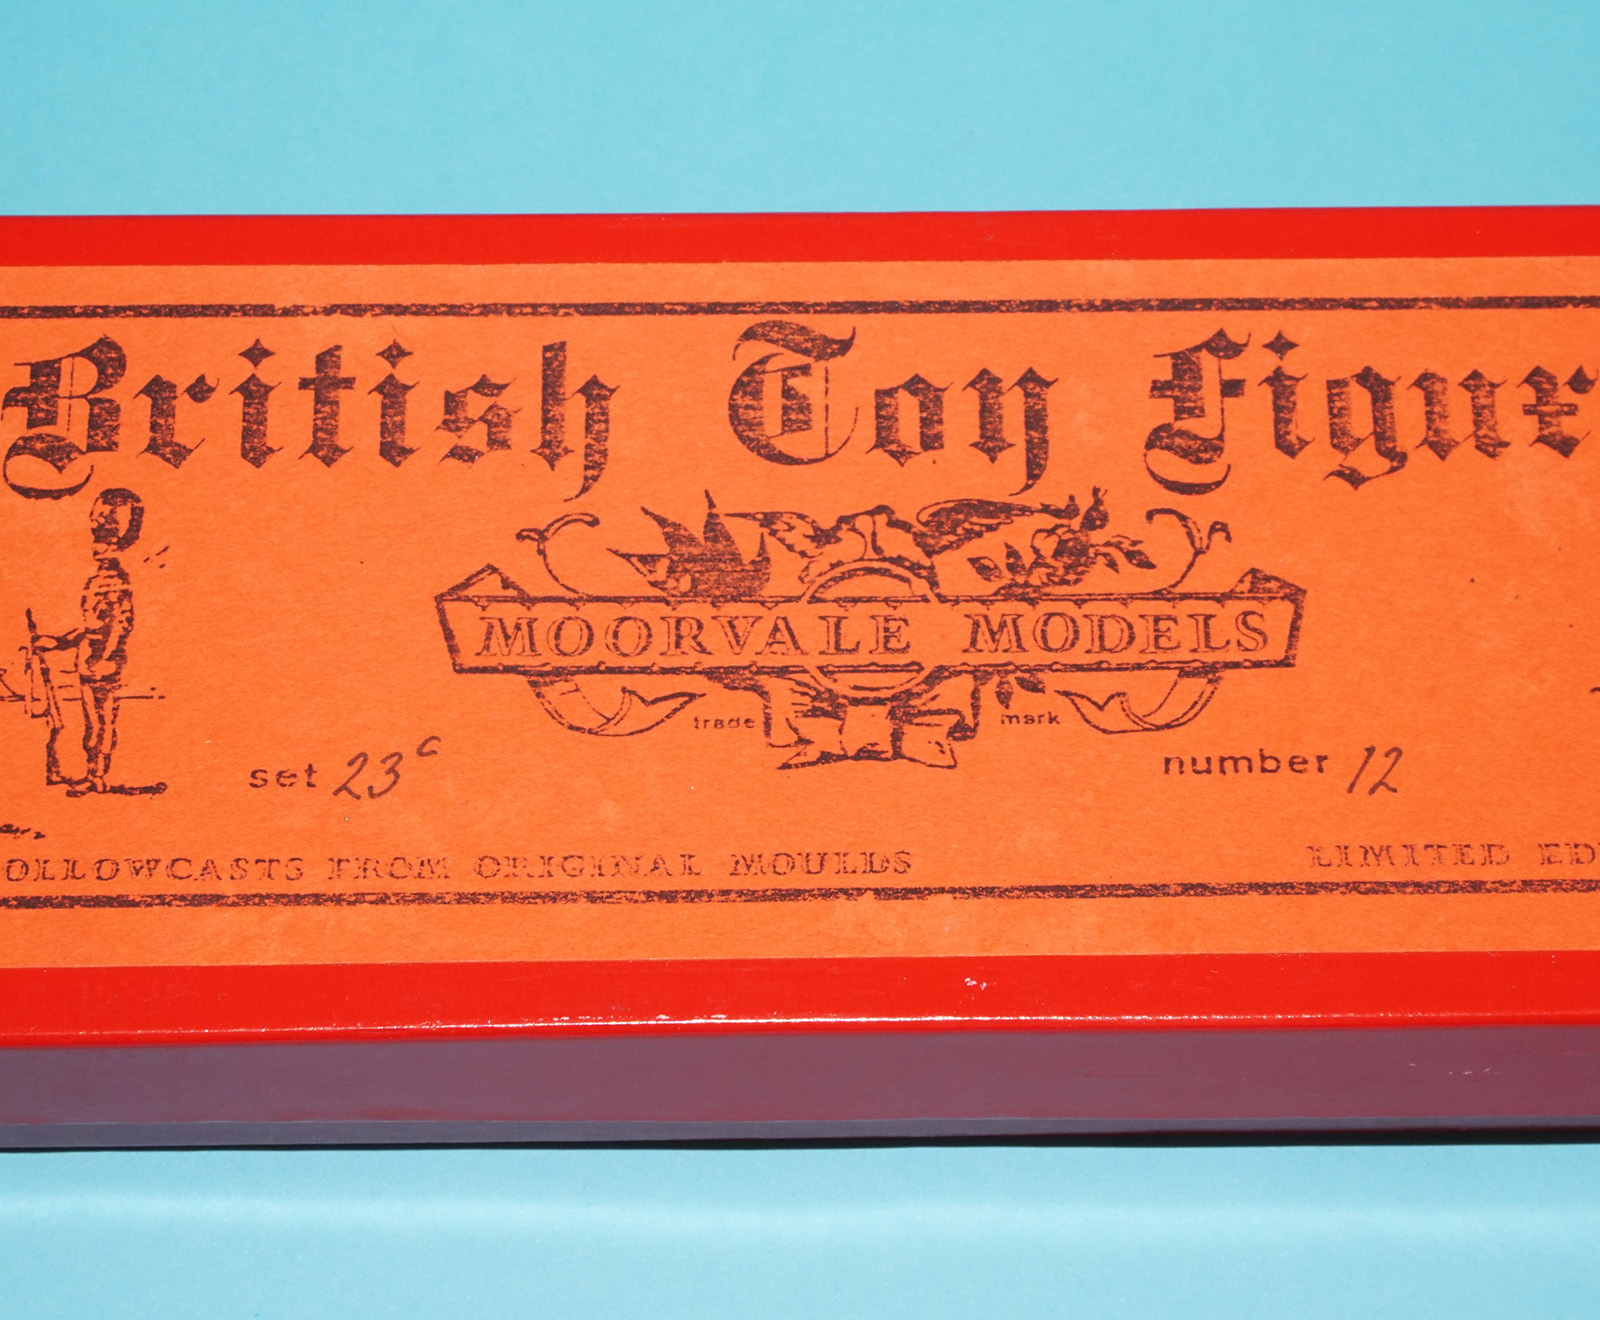 British Toy Figur
MOORVALE MODELS
trade mark
set 23c number 12
OLLOWCASTS FROM ORIGINAL MOULDS LIMITED ED